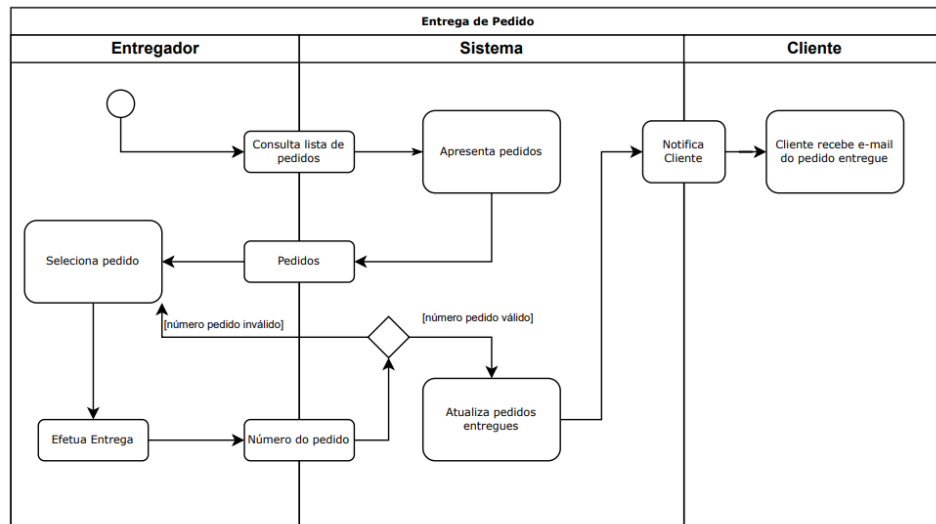 Entrega de Pedido
Entregador
Sistema
Cliente
Consulta lista de
pedidos
Apresenta pedidos
Notifica
Cliente
Cliente recebe e-mail
do pedido entregue
Seleciona pedido
Pedidos
[número pedido inválido]
[número pedido válido]
Efetua Entrega
Número do pedido
Atualiza pedidos
entregues